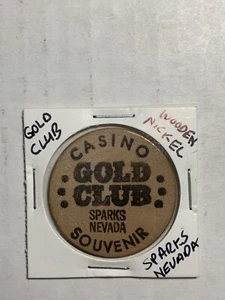 GOLD
CLUB
WOODEN
NICKEL
CASINO
GOLD
CLUB
SPARKS
NEVADA
SOUVENIR
SPARKS
NEVADA